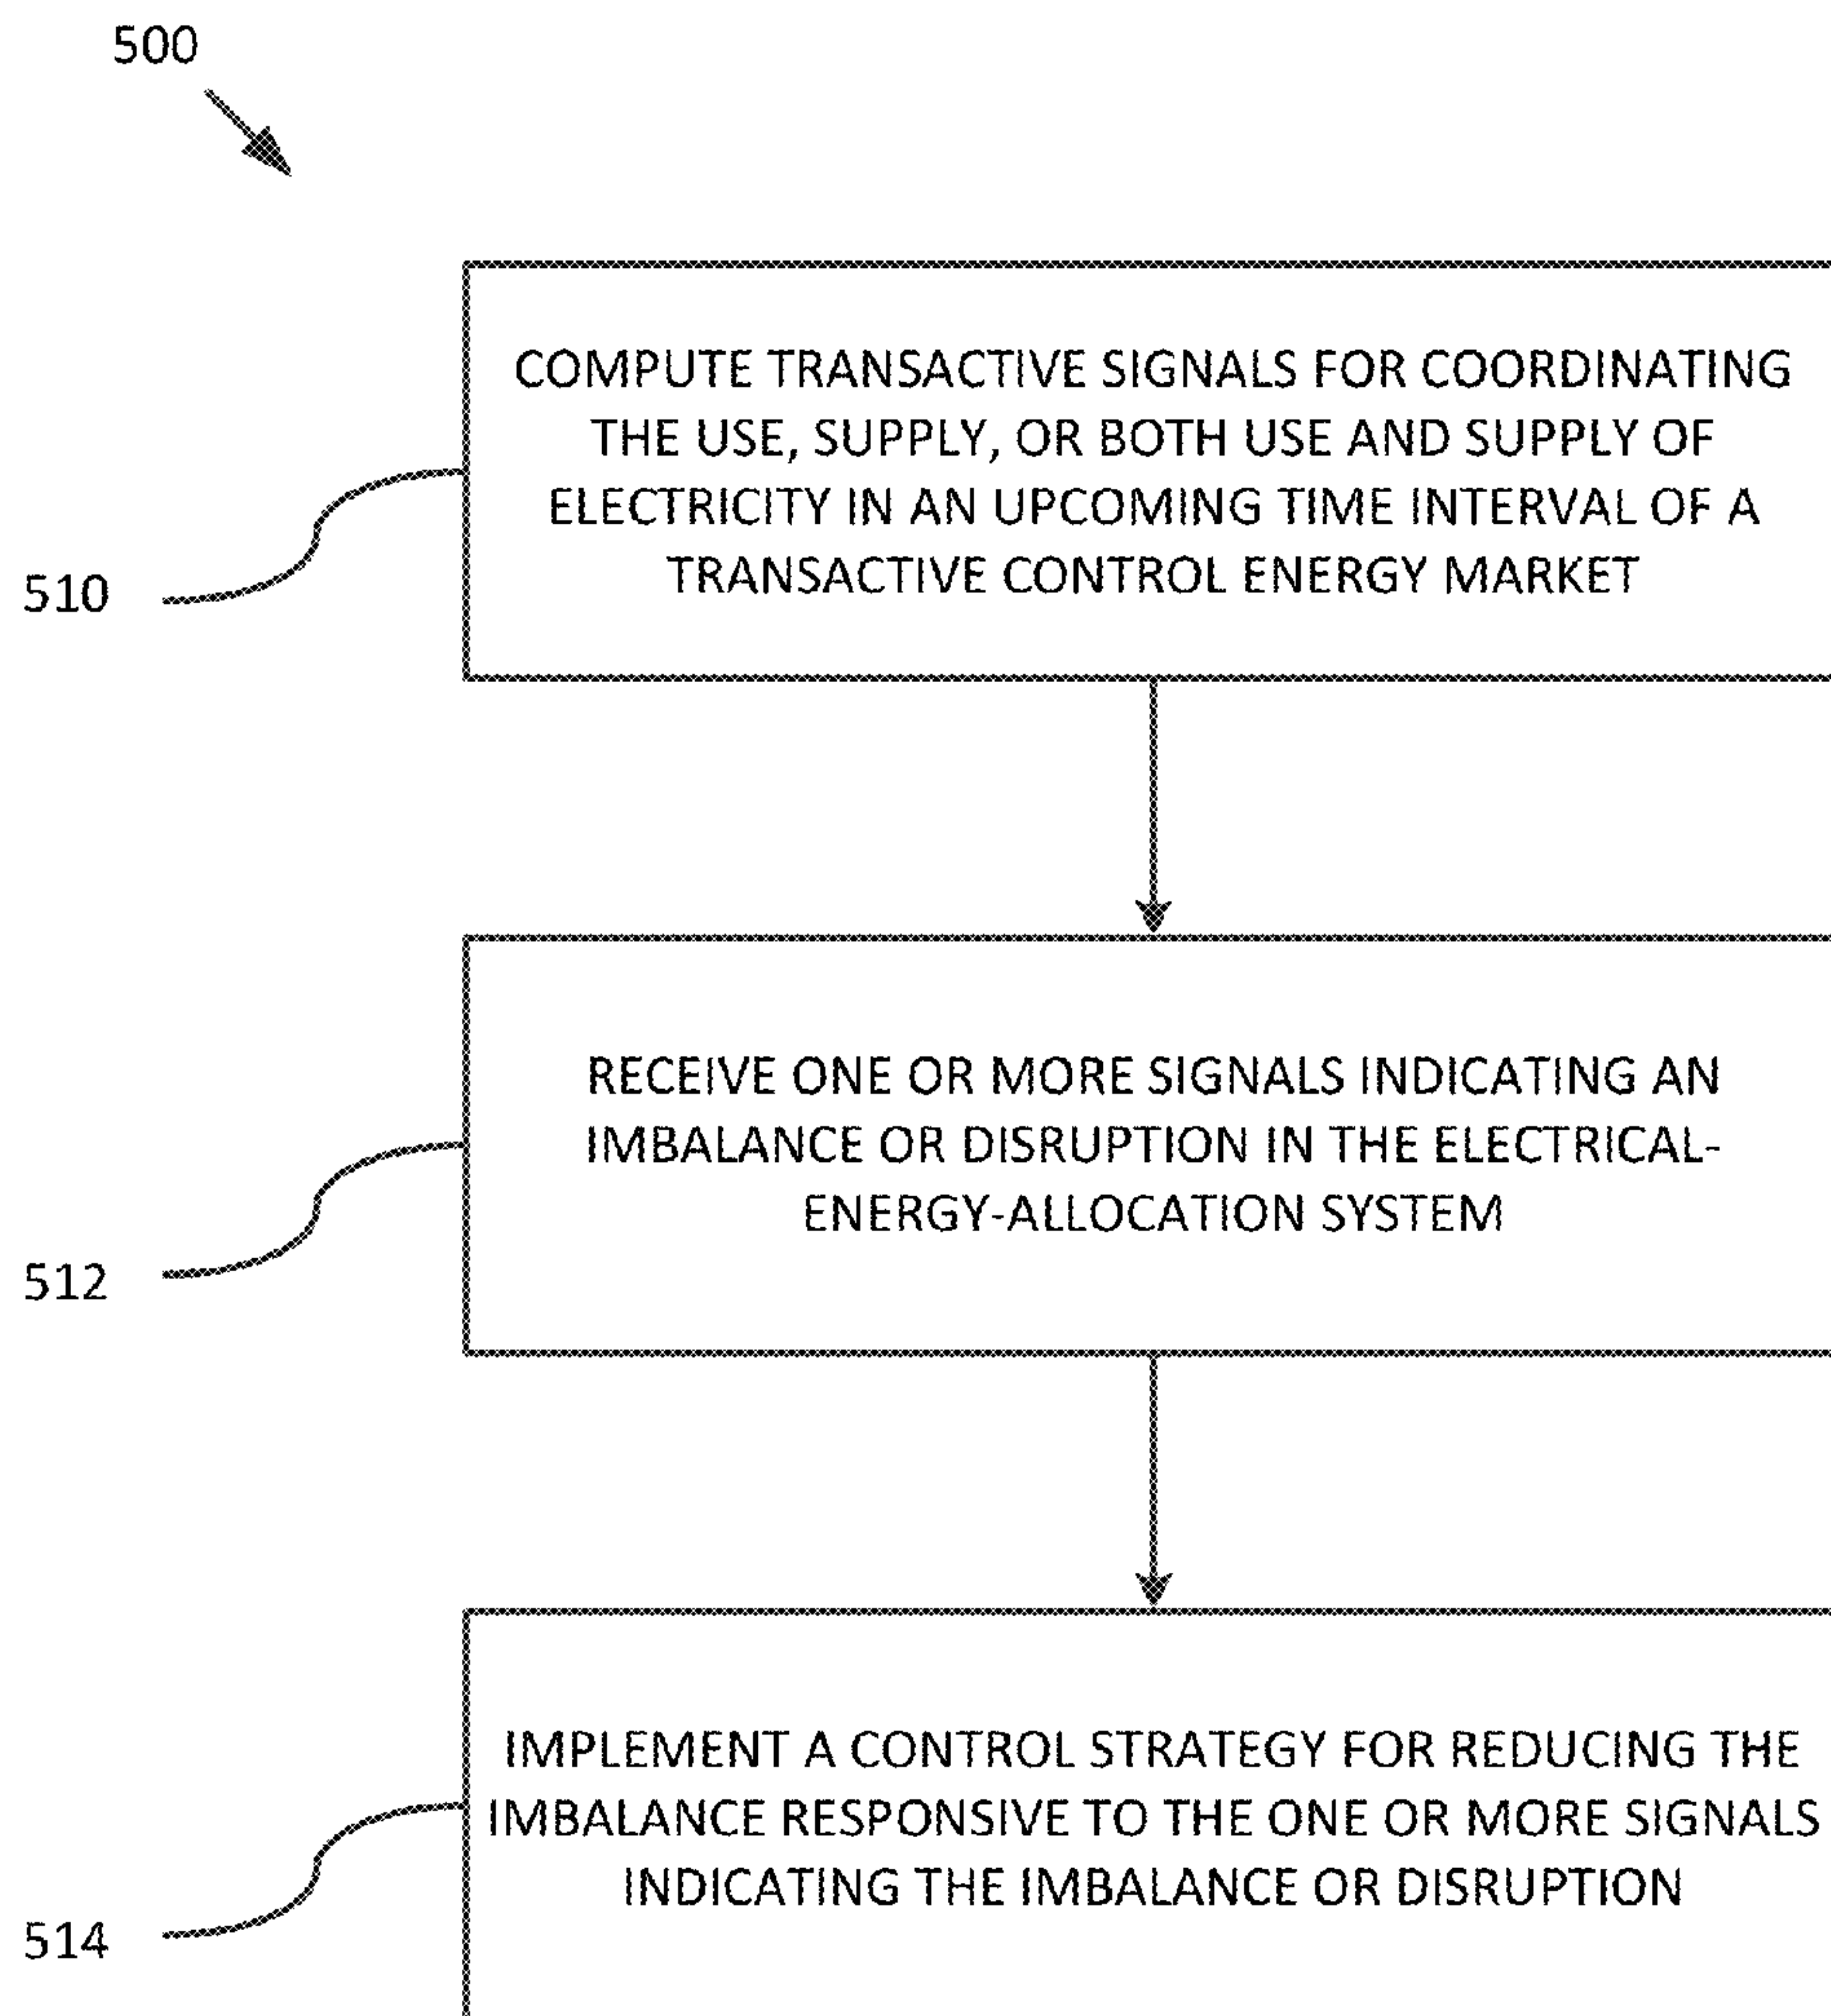 500
COMPUTE TRANSACTIVE SIGNALS FOR COORDINATING
THE USE, SUPPLY, OR BOTH USE AND SUPPLY OF
ELECTRICITY IN AN UPCOMING TIME INTERVAL OF A
TRANSACTIVE CONTROL ENERGY MARKET
510
RECEIVE ONE OR MORE SIGNALS INDICATING AN
IMBALANCE OR DISRUPTION IN THE ELECTRICAL-
ENERGY-ALLOCATION SYSTEM
512
IMPLEMENT A CONTROL STRATEGY FOR REDUCING THE
IMBALANCE RESPONSIVE TO THE ONE OR MORE SIGNALS
INDICATING THE IMBALANCE OR DISRUPTION
514